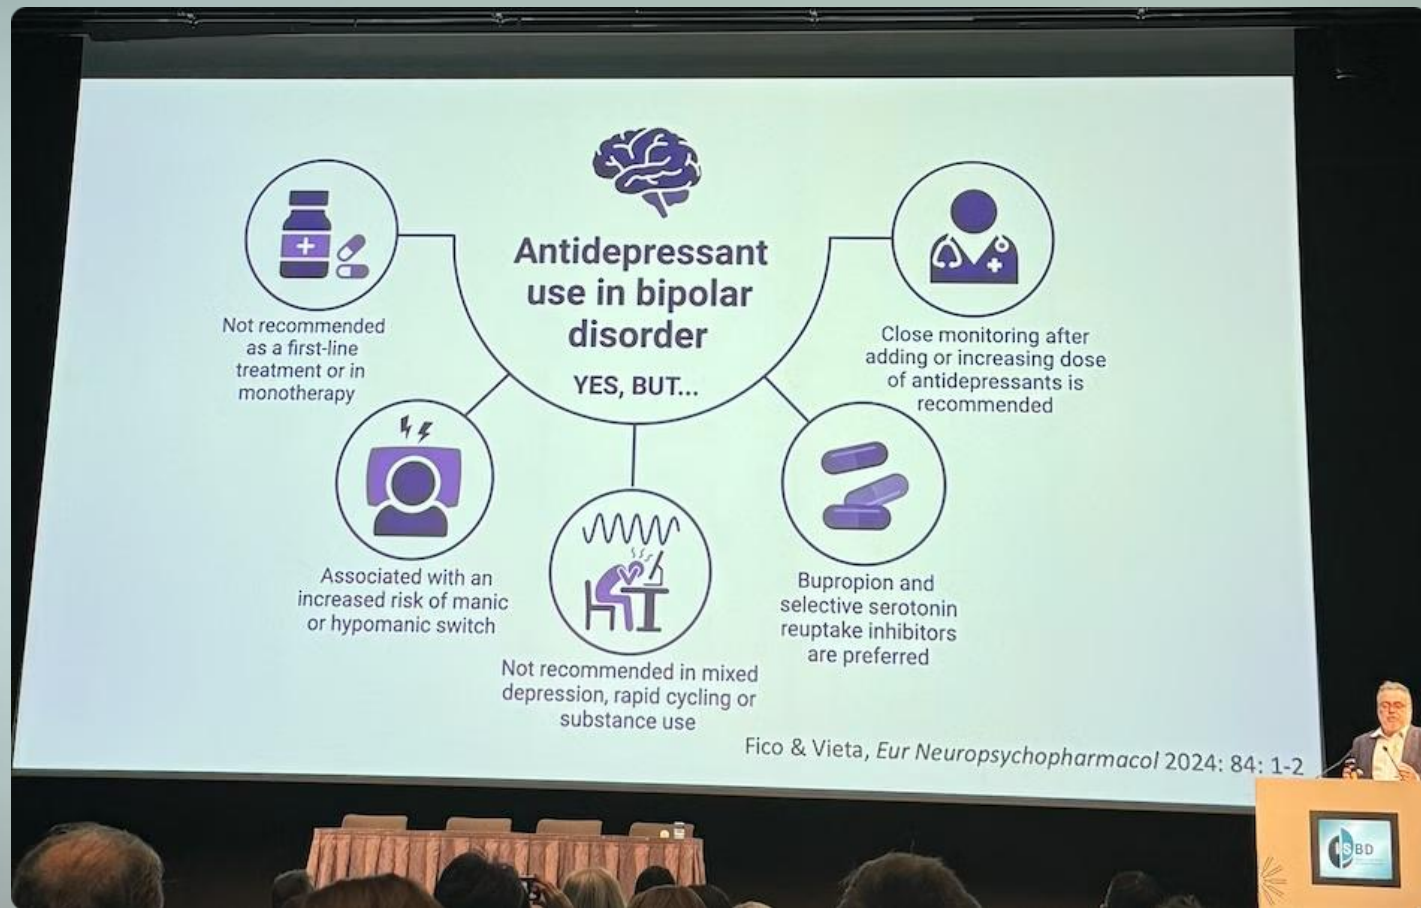 Antidepressant
use in bipolar
disorder
YES, BUT...
Not recommended
as a first-line
treatment or in
monotherapy
Associated with an
increased risk of manic
or hypomanic switch
Not recommended in mixed
depression, rapid cycling or
substance use
Bupropion and
selective serotonin
reuptake inhibitors
are preferred
Close monitoring after
adding or increasing dose
of antidepressants is
recommended
Fico & Vieta, Eur Neuropsychopharmacol 2024: 84: 1-2
ISBD